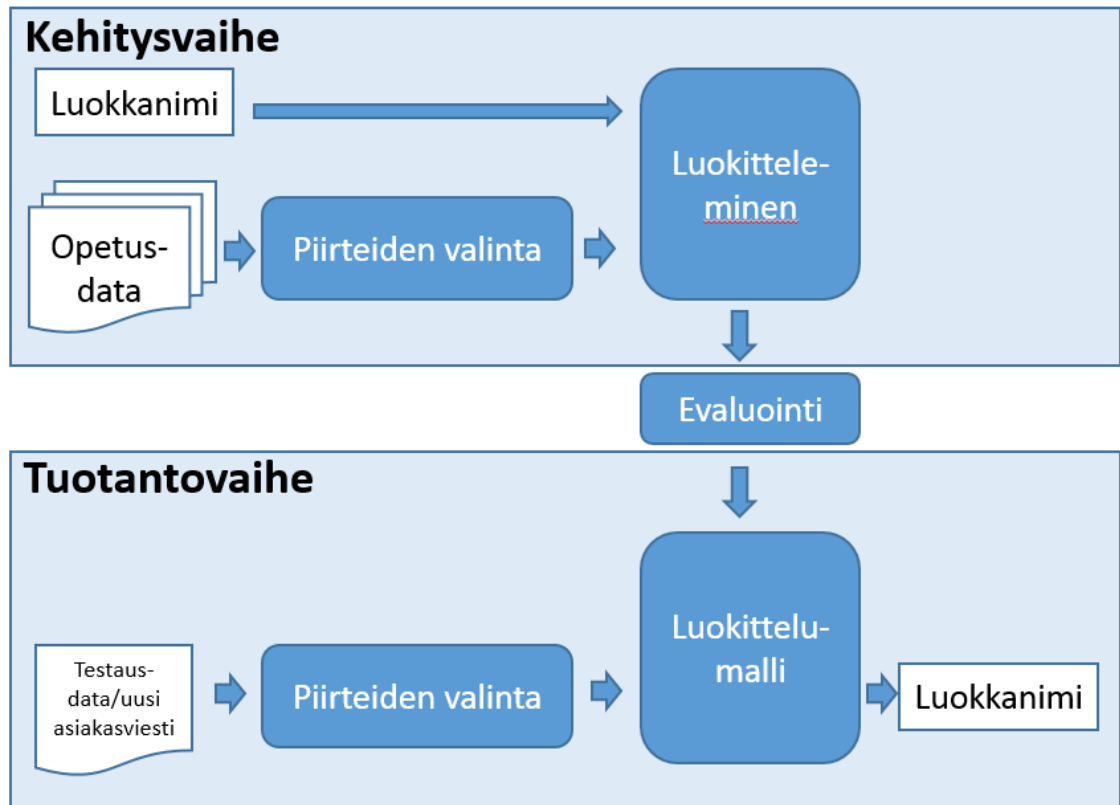 Kehitysvaihe
Luokkanimi
Luokittele-
minen
Opetus-
data
Piirteiden valinta
Evaluointi
Tuotantovaihe
Luokittelu-
malli
Testaus-
data/uusi
asiakasviesti
Piirteiden valinta
Luokkanimi